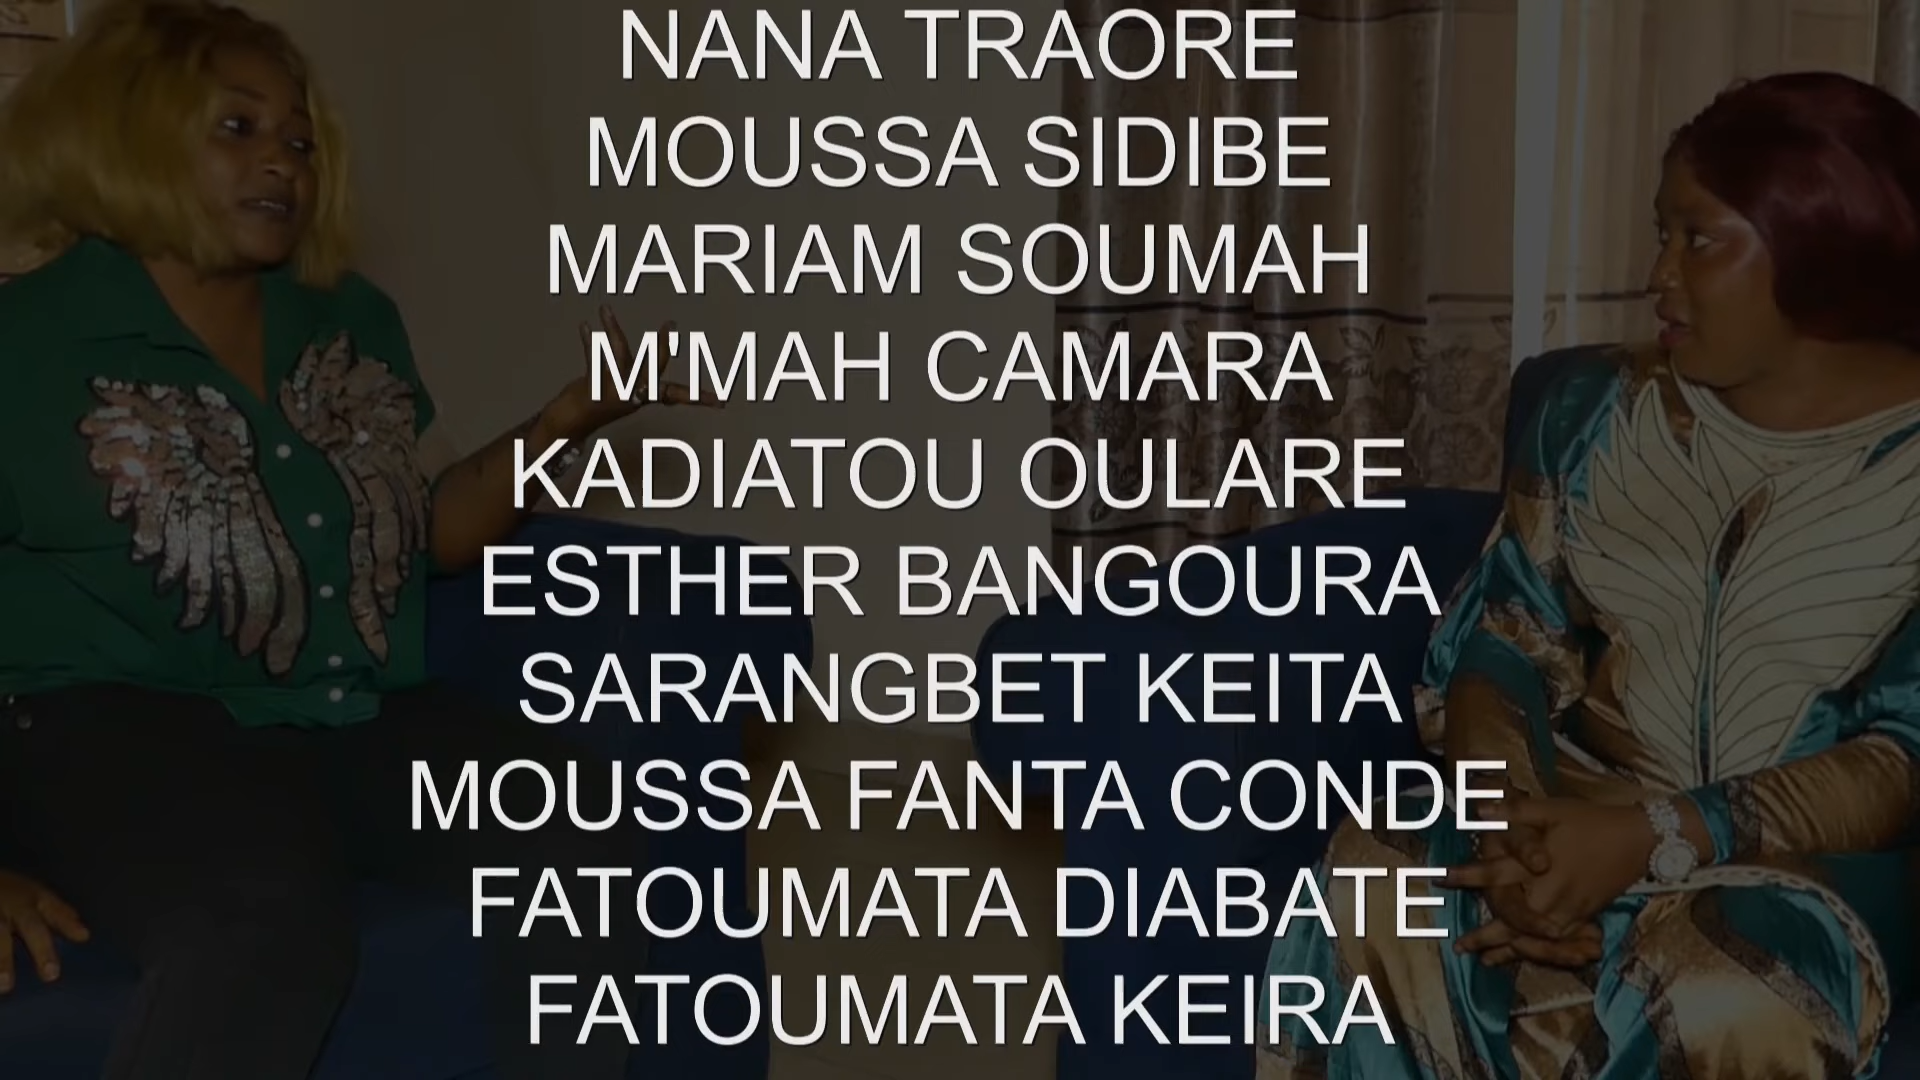 NANA TRAORE
MOUSSA SIDIBE
MARIAM SOUMAH
M'MAH CAMARA
KADIATOU OULARE
ESTHER BANGOURA
SARANGBET KEITA
MOUSSA FANTA CONDE
FATOUMATA DIABATE
FATOUMATA KEIRA